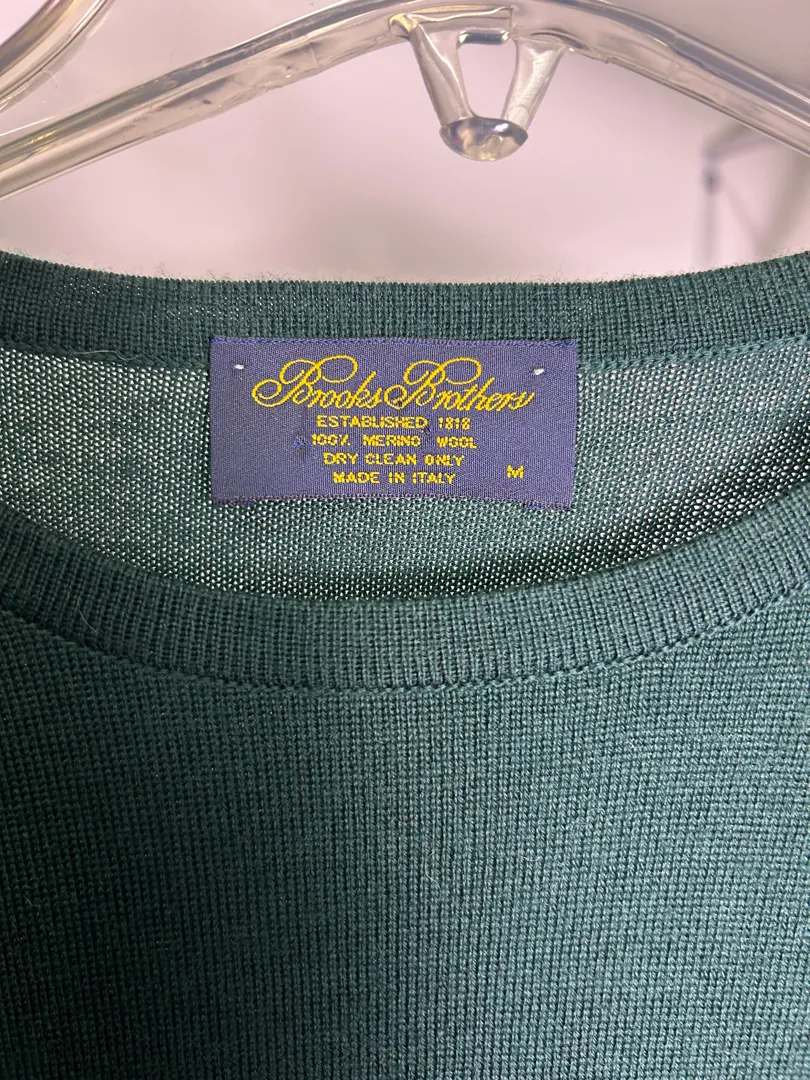 Brooks Brothers
ESTABLISHED 1818
100% MERINO WOOL
DRY CLEAN ONLY
MADE IN ITALY
M